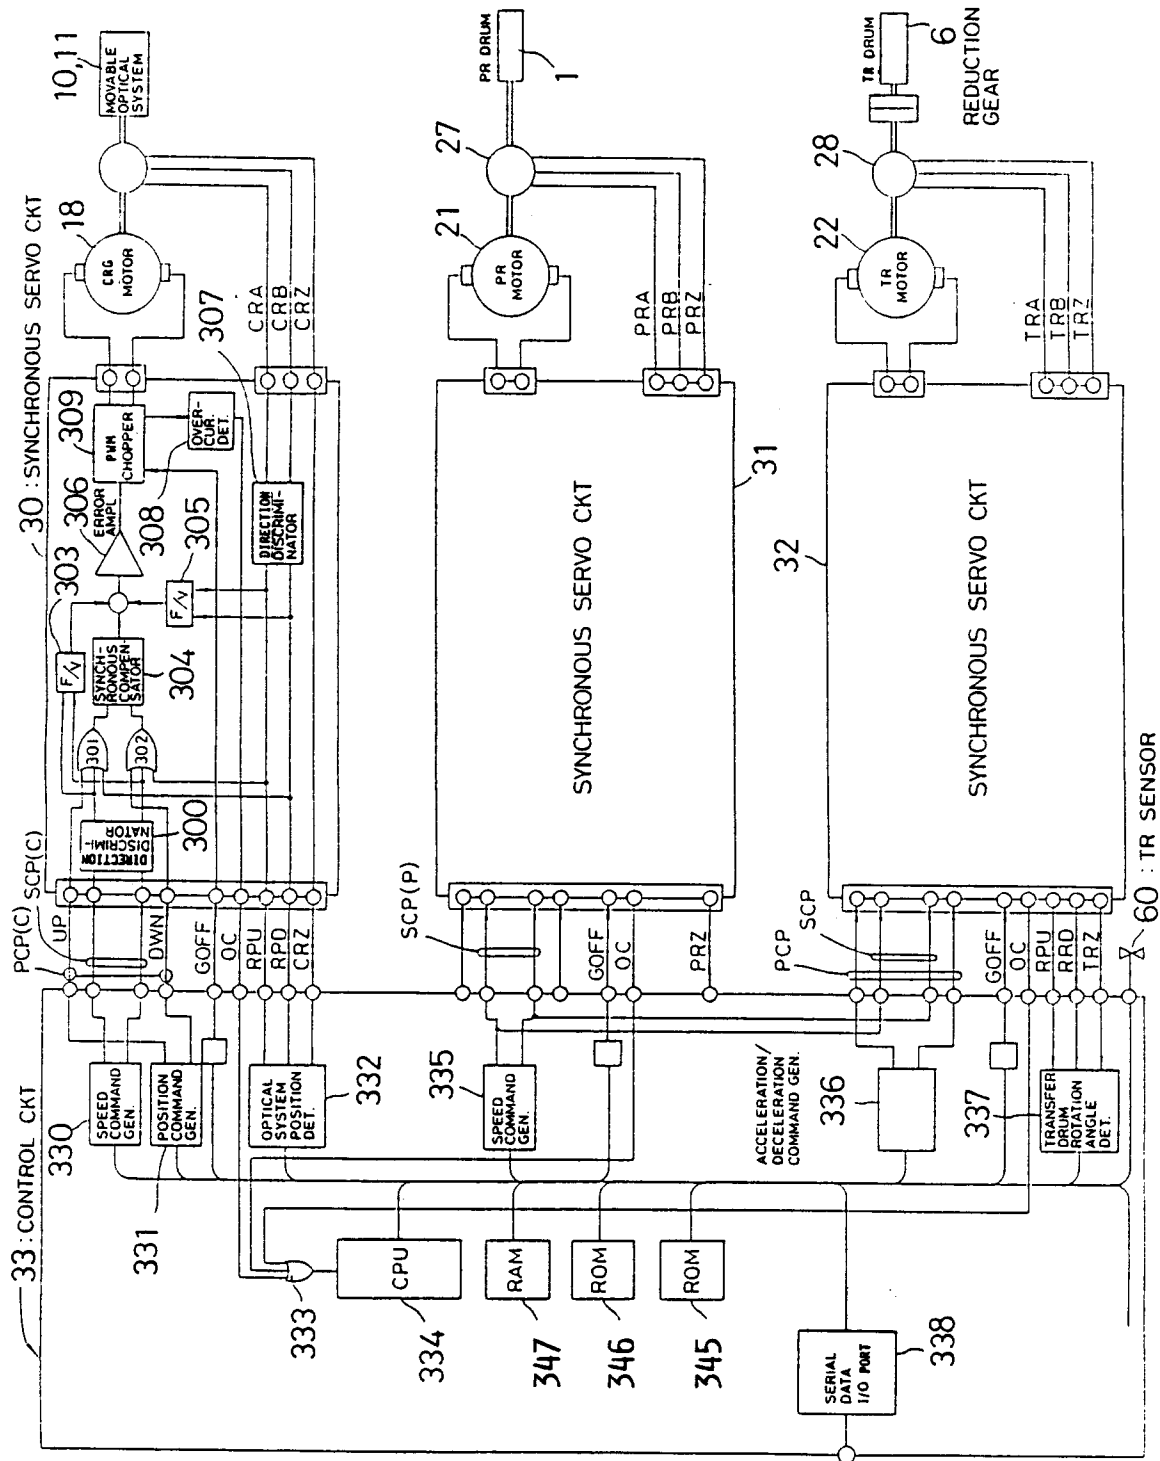 33 : CONTROL CKT
330
SPEED
COMMAND
GEN.
331
POSITION
COMMAND
GEN.
OPTICAL
SYSTEM
POSITION
DET.
332
333
CPU
334
RAM
347
ROM
346
ROM
345
335
SPEED
COMMAND
GEN.
ACCELERATION/
DECELERATION
COMMAND GEN.
336
337
TRANSFER
DRUM
ROTATION
ANGLE
DET.
SERIAL
DATA
I/O PORT
338
PCP(C)
SCP(C)
UP
DWN
GOFF
OC
RPU
RPD
CRZ
SCP(P)
GOFF
OC
PRZ
PCP
SCP
GOFF
OC
RPU
RRD
TRZ
60 : TR SENSOR
30 : SYNCHRONOUS SERVO CKT
DIRECTION
DISCRIMI-
NATOR
300
301
302
303
F/V
SYNCH-
RONOUS
COMPEN-
SATOR
304
F/V
305
306
ERROR
AMPL
309
PWM
CHOPPER
308
OVER-
CUR.
DET.
307
DIRECTION
DISCRIMI-
NATOR
CRA
CRB
CRZ
18
CRG
MOTOR
10,11
MOVABLE
OPTICAL
SYSTEM
SYNCHRONOUS SERVO CKT
31
PRA
PRB
PRZ
21
PR
MOTOR
27
PR DRUM
1
32
SYNCHRONOUS SERVO CKT
TRA
TRB
TRZ
22
TR
MOTOR
28
TR DRUM
6
REDUCTION
GEAR